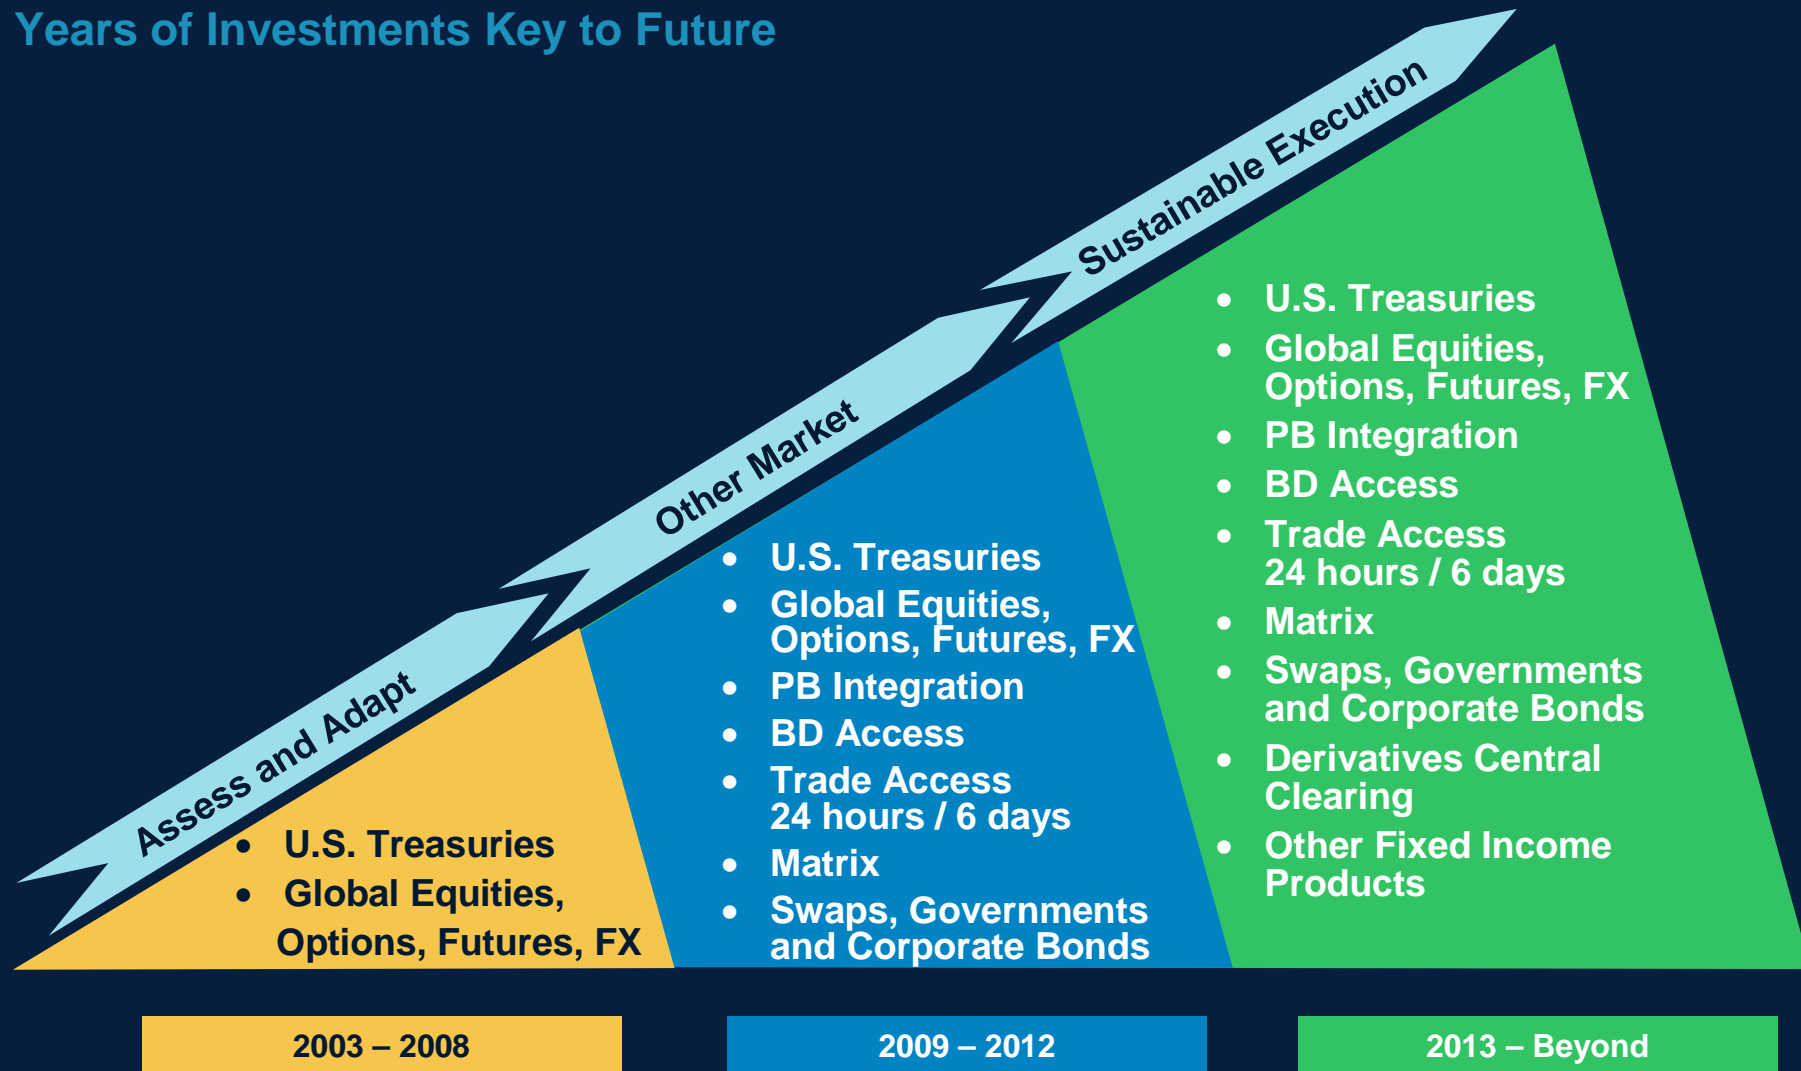 Years of Investments Key to Future
Assess and Adapt
Other Market
Sustainable Execution
• U.S. Treasuries
• Global Equities,
Options, Futures, FX
• U.S. Treasuries
• Global Equities,
Options, Futures, FX
• PB Integration
• BD Access
• Trade Access
24 hours / 6 days
• Matrix
• Swaps, Governments
and Corporate Bonds
• U.S. Treasuries
• Global Equities,
Options, Futures, FX
• PB Integration
• BD Access
• Trade Access
24 hours / 6 days
• Matrix
• Swaps, Governments
and Corporate Bonds
• Derivatives Central
Clearing
• Other Fixed Income
Products
2003 – 2008
2009 – 2012
2013 – Beyond